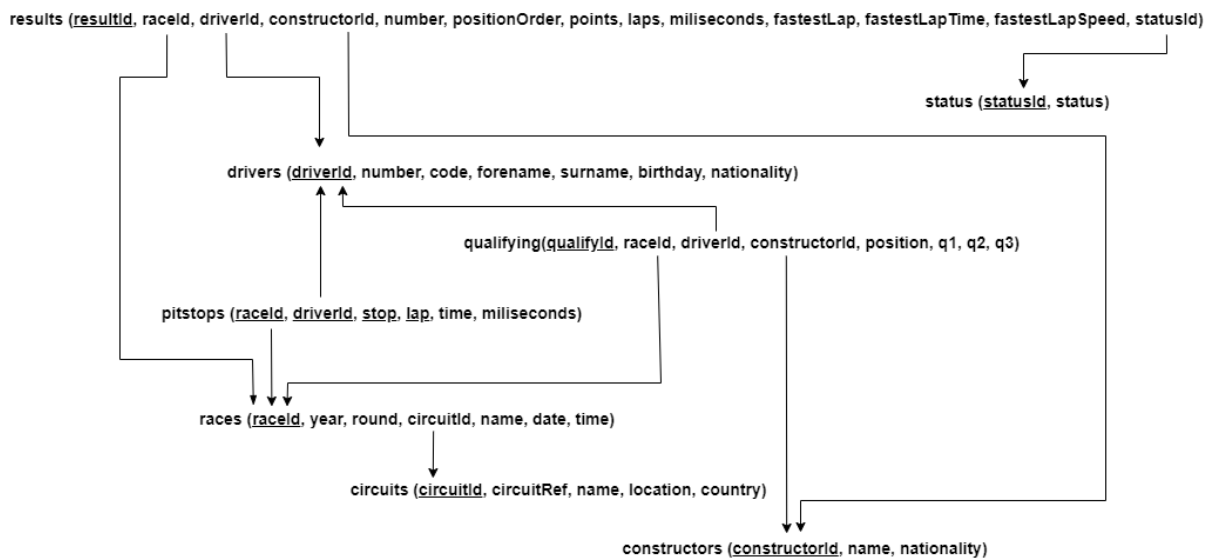 results (resultId, raceId, driverId, constructorId, number, positionOrder, points, laps, miliseconds, fastestLap, fastestLapTime, fastestLapSpeed, statusId)
status (statusId, status)
drivers (driverId, number, code, forename, surname, birthday, nationality)
qualifying(qualifyId, raceId, driverId, constructorId, position, q1, q2, q3)
pitstops (raceId, driverId, stop, lap, time, miliseconds)
races (raceId, year, round, circuitId, name, date, time)
circuits (circuitId, circuitRef, name, location, country)
constructors (constructorId, name, nationality)